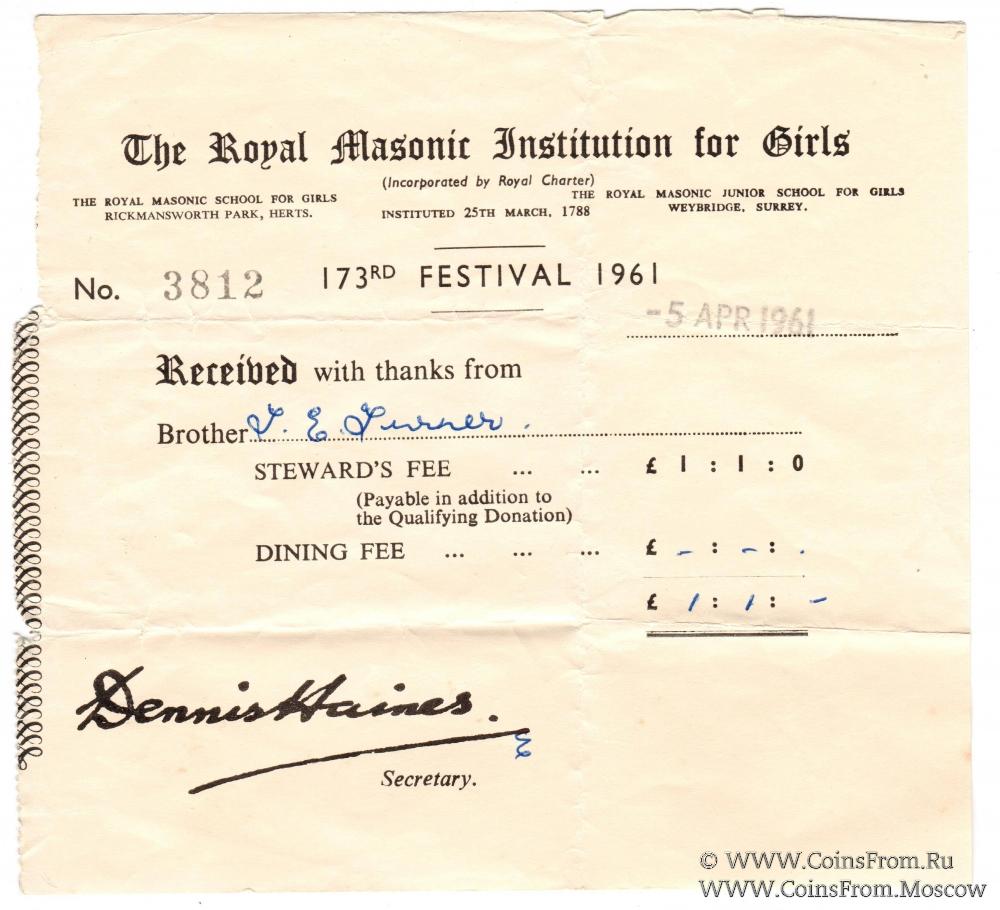 The Royal Masonic Institution for Girls
(Incorporated by Royal Charter)
THE ROYAL MASONIC SCHOOL FOR GIRLS
RICKMANSWORTH PARK, HERTS.
INSTITUTED 25TH MARCH, 1788
THE ROYAL MASONIC JUNIOR SCHOOL FOR GIRLS
WEYBRIDGE, SURREY.
No. 3812 173RD FESTIVAL 1961
-5 APR 1961
Received with thanks from
Brother T. E. Turner.
STEWARD'S FEE ... ... £ 1 : 1 : 0
(Payable in addition to
the Qualifying Donation)
DINING FEE ... ... ... £ - : - : .
£ 1 : 1 : -
Dennis Haines.
Secretary.
© WWW.CoinsFrom.Ru
WWW.CoinsFrom.Moscow